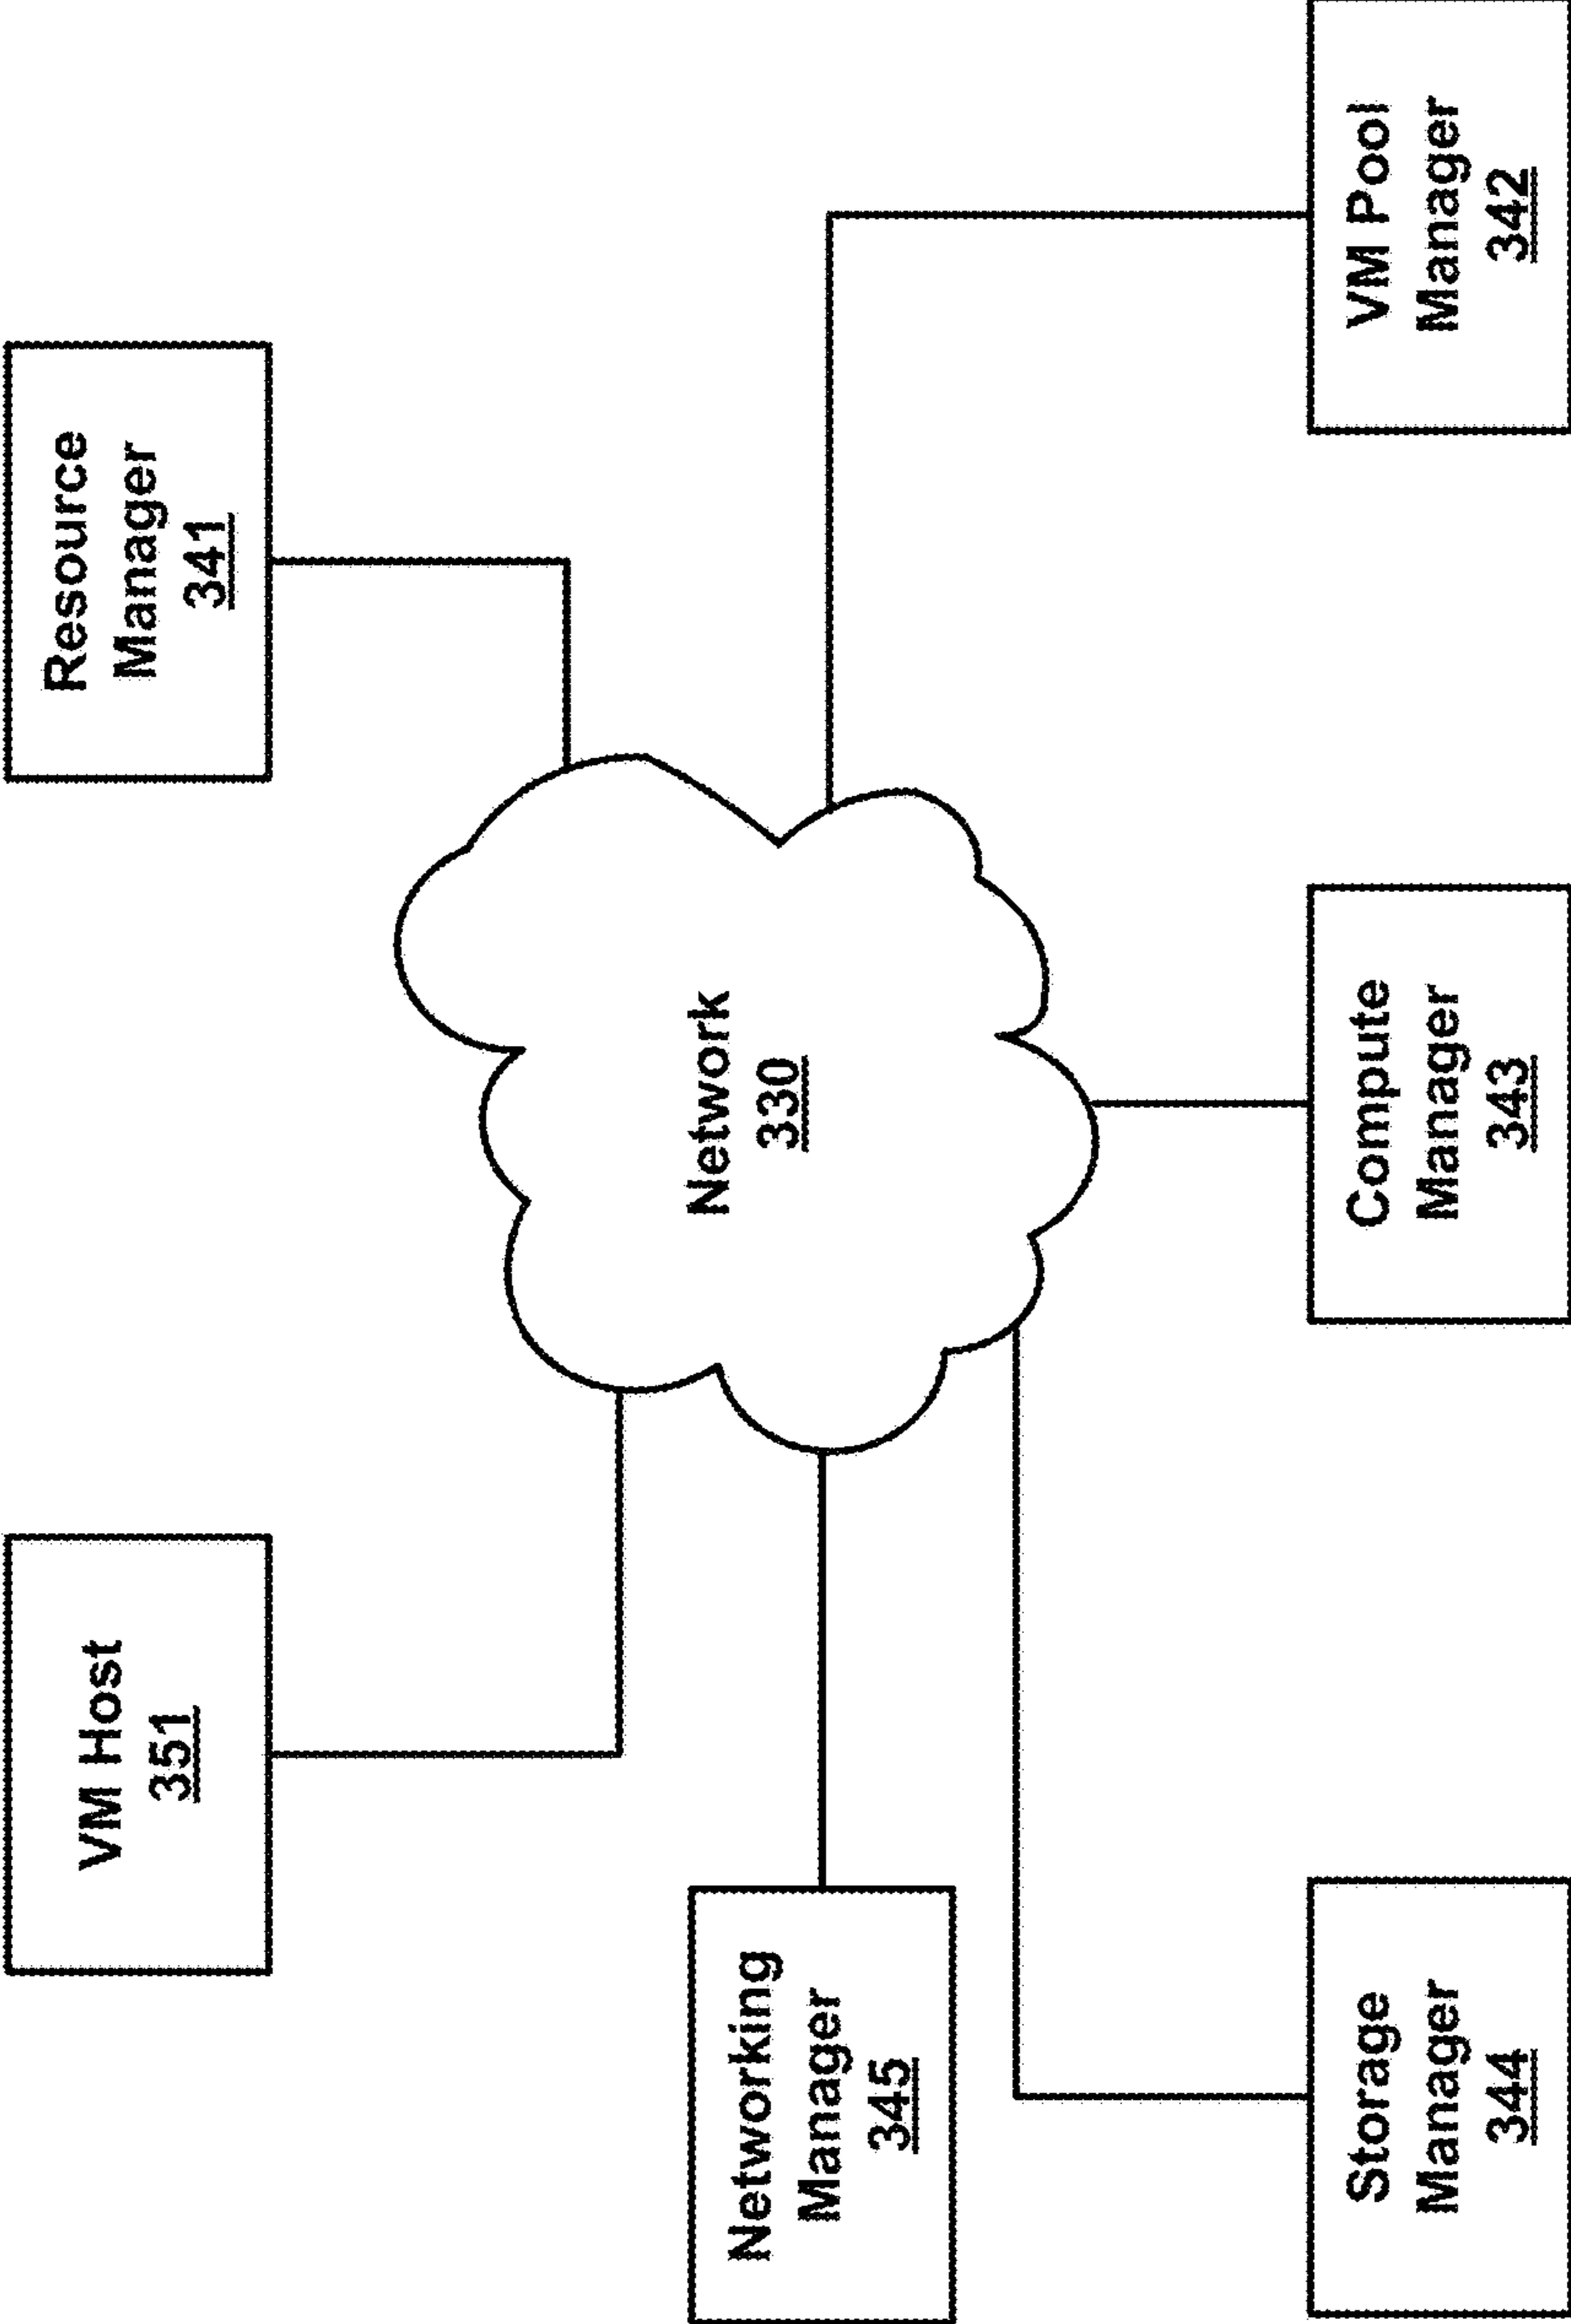 VM Host
351
Resource
Manager
341
Network
330
Networking
Manager
345
Storage
Manager
344
Compute
Manager
343
VM Pool
Manager
342